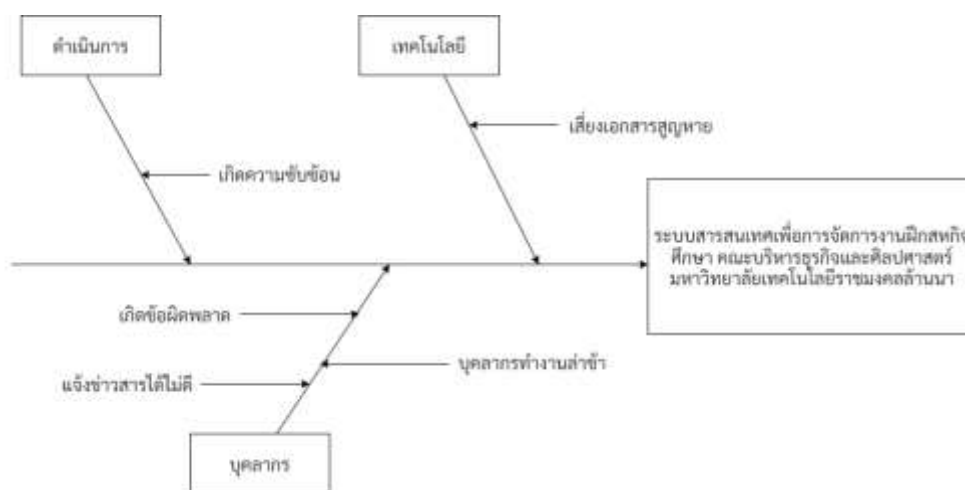 ดำเนินการ
เทคโนโลยี
เสี่ยงเอกสารสูญหาย
เกิดความซับซ้อน
ระบบสารสนเทศเพื่อการจัดการงานฝึกสหกิจ
ศึกษา คณะบริหารธุรกิจและศิลปศาสตร์
มหาวิทยาลัยเทคโนโลยีราชมงคลล้านนา
เกิดข้อผิดพลาด
บุคลากรทำงานล่าช้า
แจ้งข่าวสารได้ไม่ดี
บุคลากร